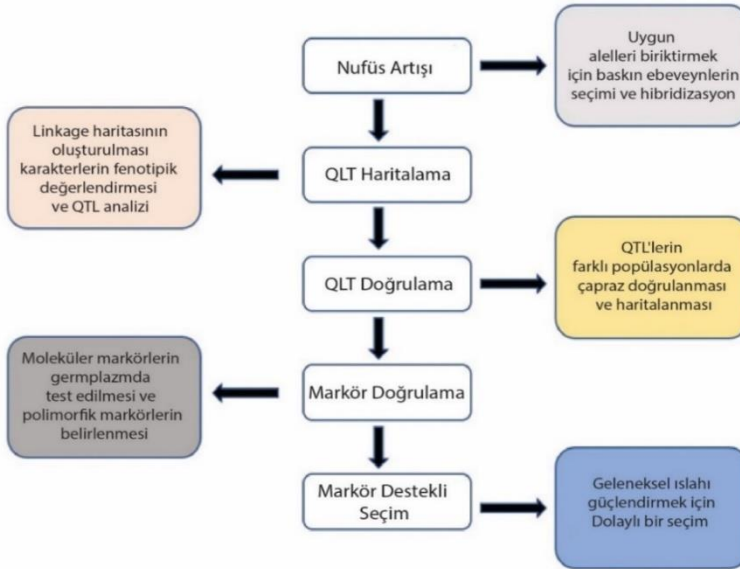 Nufüs Artışı
Uygun
alelleri biriktirmek
için baskın ebeveynlerin
seçimi ve hibridizasyon
Linkage haritasının
oluşturulması
karakterlerin fenotipik
değerlendirmesi
ve QTL analizi
QLT Haritalama
QLT Doğrulama
QTL'lerin
farklı popülasyonlarda
çapraz doğrulanması
ve haritalanması
Moleküler markörlerin
germplazmda
test edilmesi ve
polimorfik markörlerin
belirlenmesi
Markör Doğrulama
Markör Destekli
Seçim
Geleneksel ıslahı
güçlendirmek için
Dolaylı bir seçim